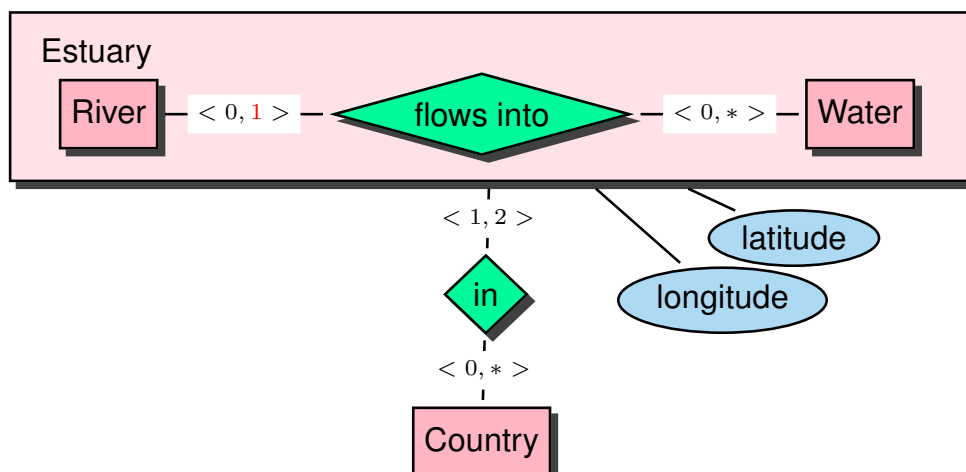 Estuary
River < 0, 1 > flows into < 0, * > Water
< 1, 2 >
latitude
in longitude
< 0, * >
Country